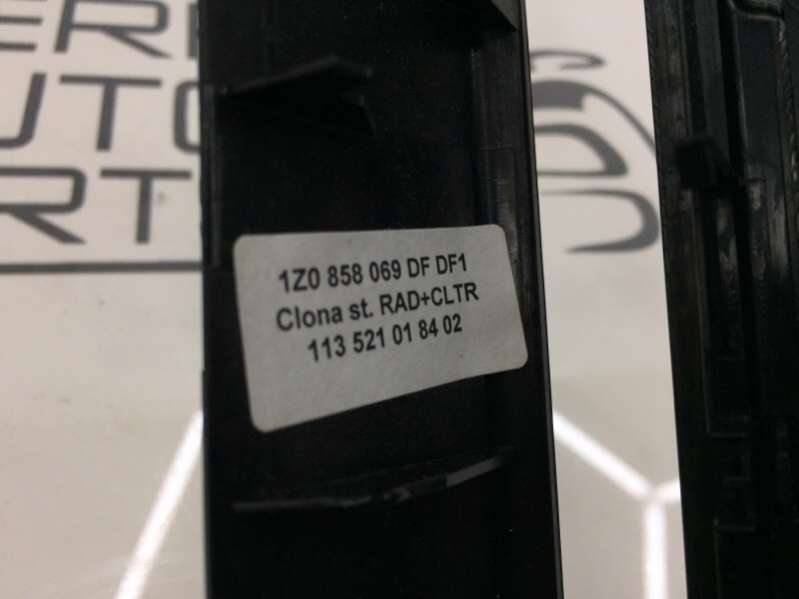 1Z0 858 069 DF DF1
Clona st. RAD+CLTR
113 521 01 84 02